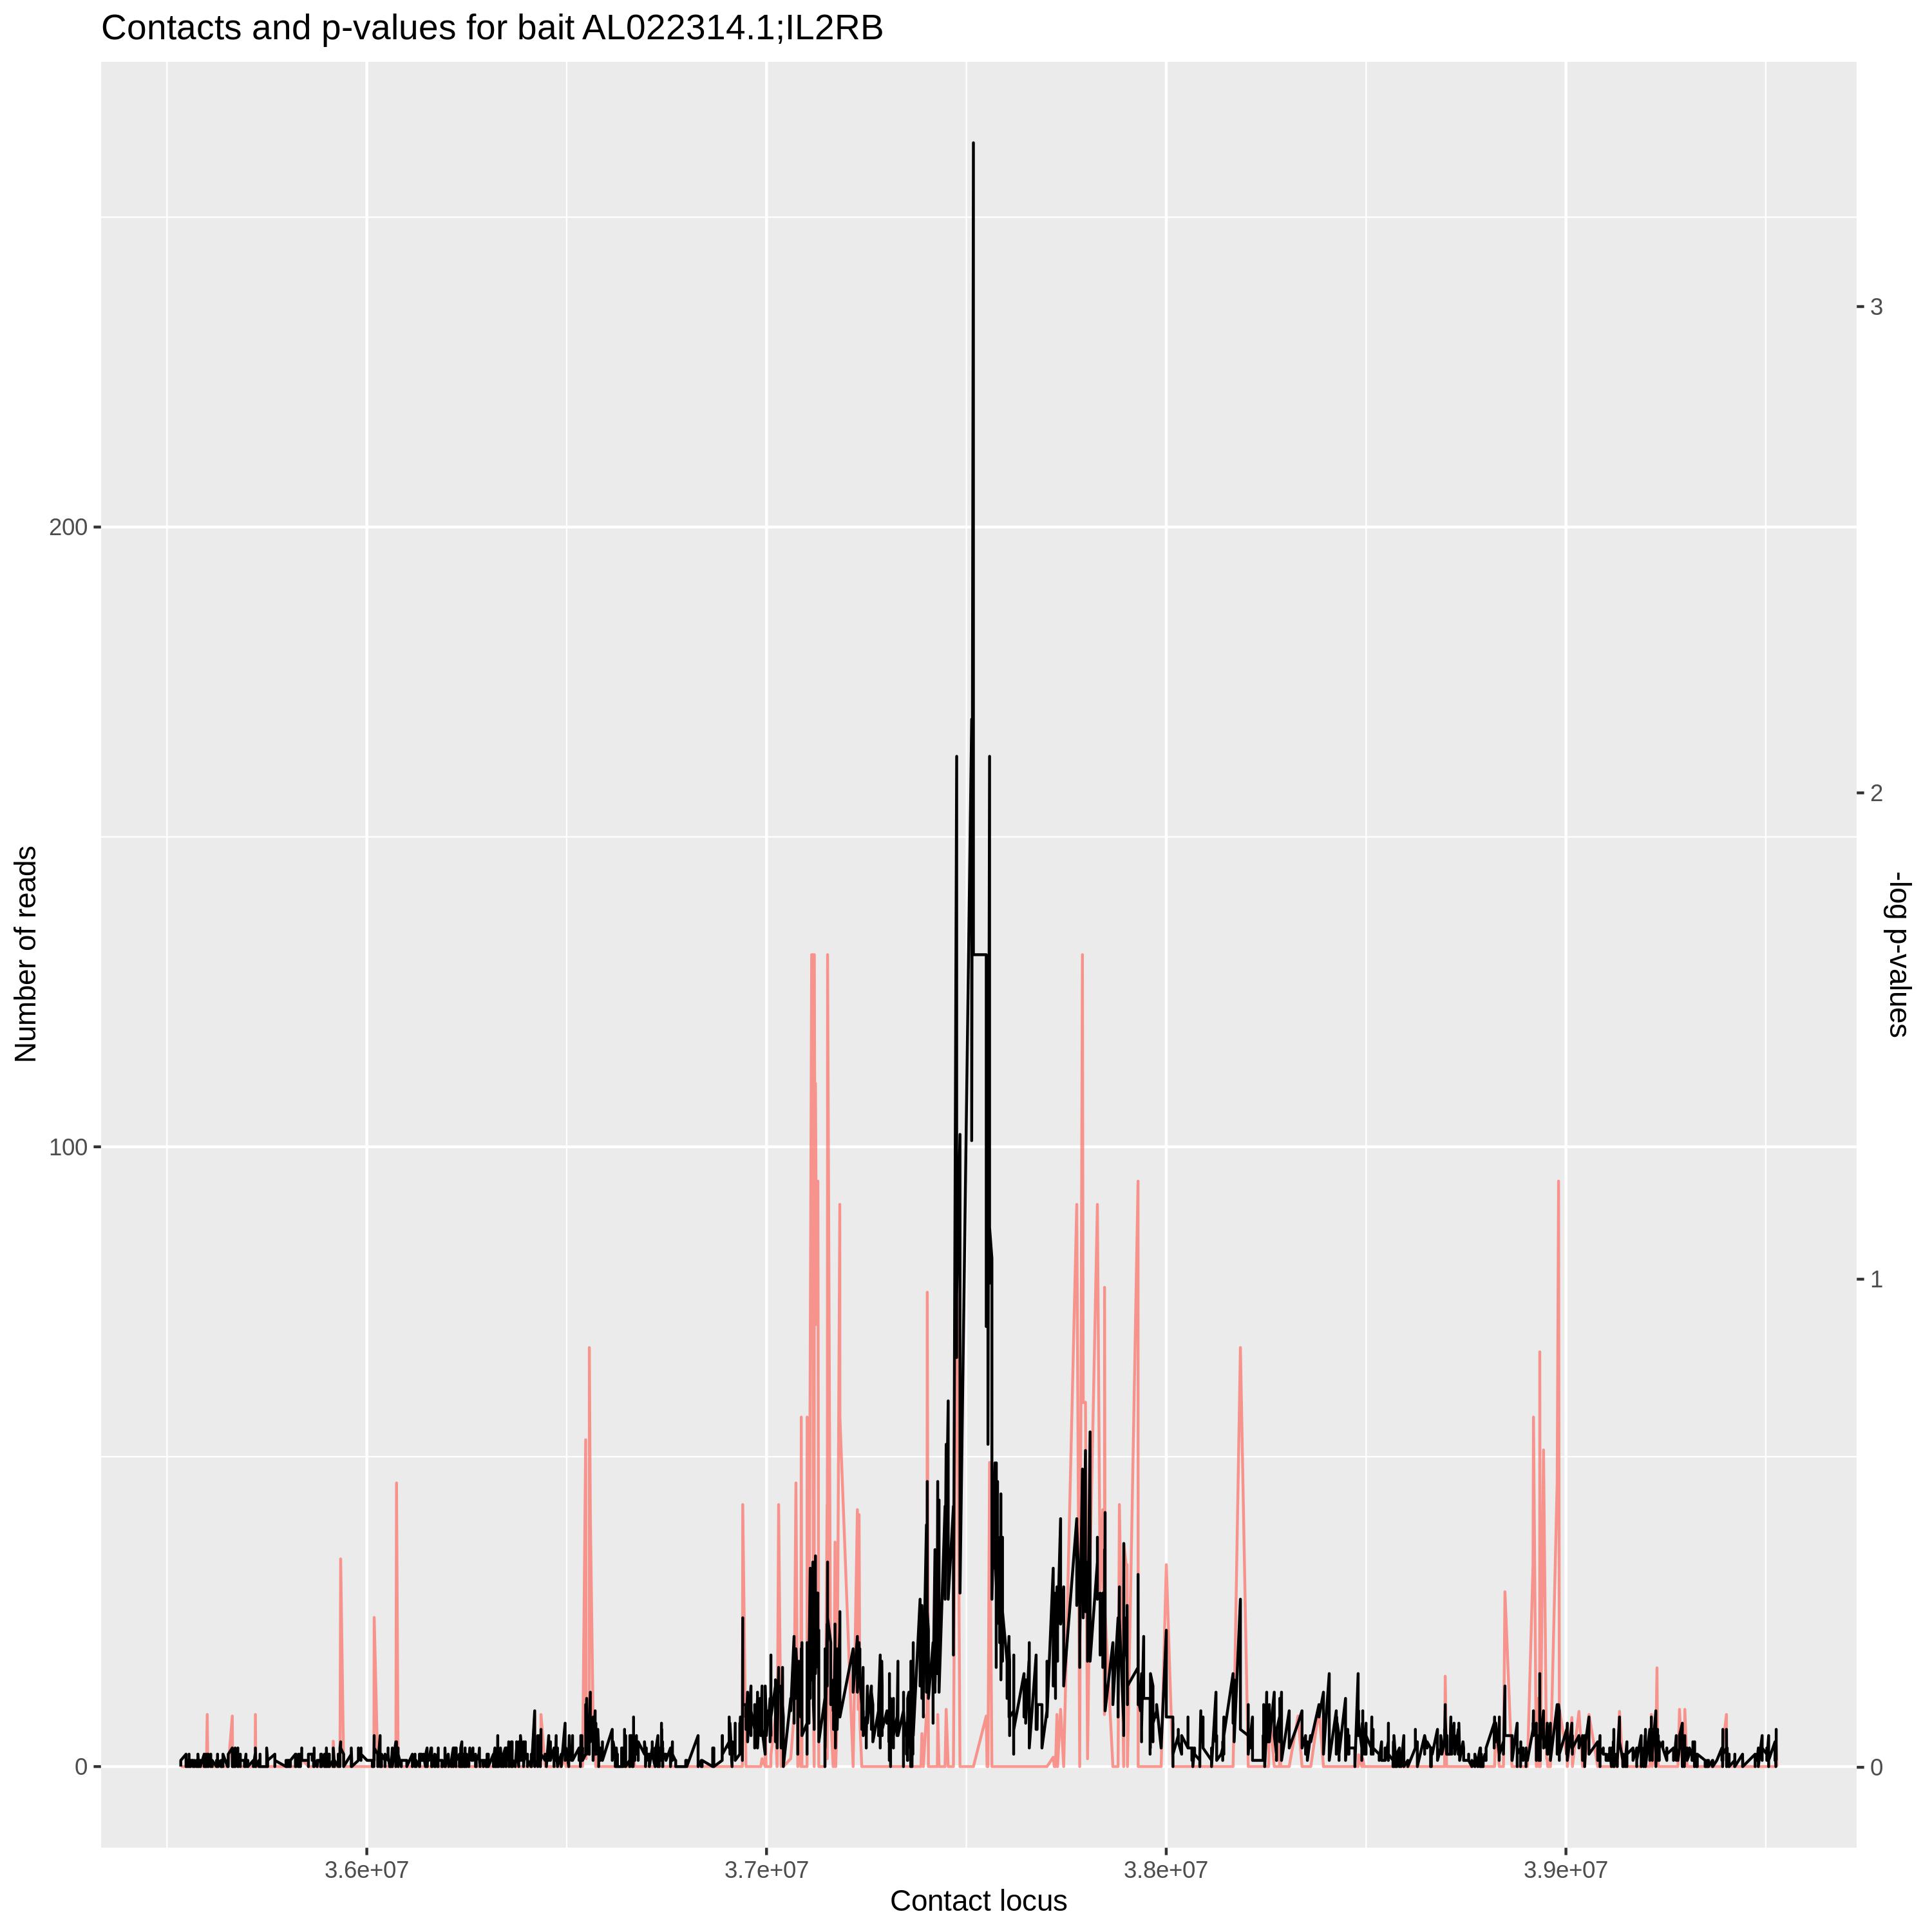 Contacts and p-values for bait AL022314.1;IL2RB
Number of reads
200
100
0
3
2
1
0
-log p-values
3.6e+07 3.7e+07 3.8e+07 3.9e+07
Contact locus